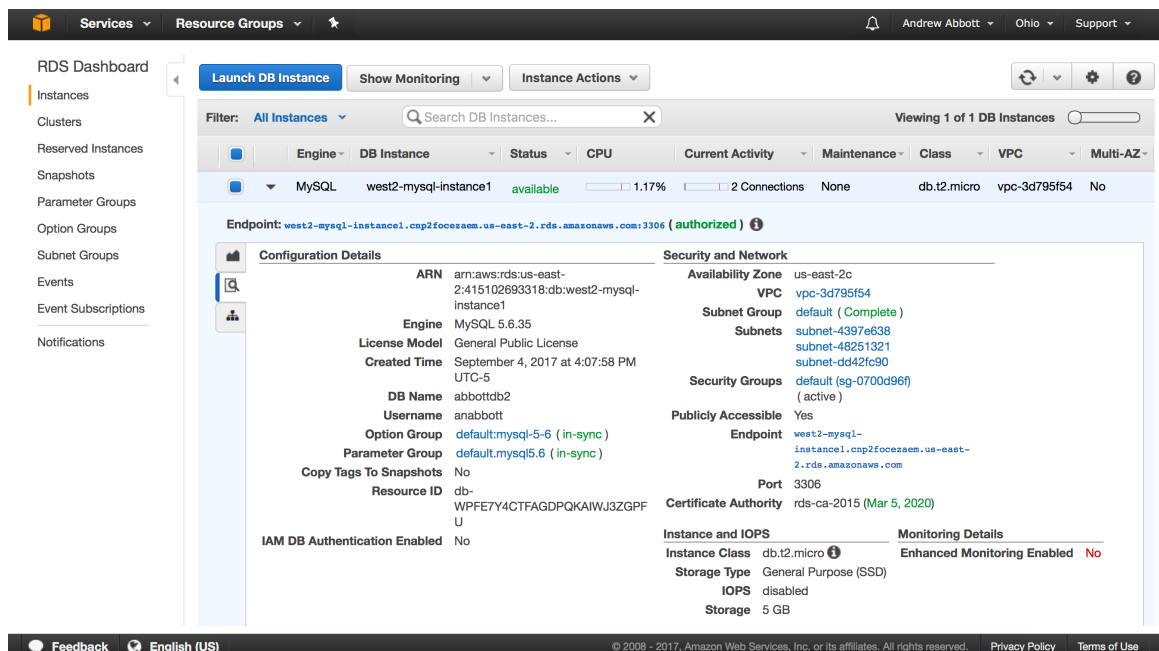 Services Resource Groups Andrew Abbott Ohio Support
RDS Dashboard
Instances
Clusters
Reserved Instances
Snapshots
Parameter Groups
Option Groups
Subnet Groups
Events
Event Subscriptions
Notifications
Launch DB Instance Show Monitoring Instance Actions
Filter: All Instances Search DB Instances... Viewing 1 of 1 DB Instances
Engine DB Instance Status CPU Current Activity Maintenance Class VPC Multi-AZ
MySQL west2-mysql-instance1 available 1.17% 2 Connections None db.t2.micro vpc-3d795f54 No
Endpoint: west2-mysql-instance1.cnp2focezaem.us-east-2.rds.amazonaws.com:3306 ( authorized )
Configuration Details
ARN arn:aws:rds:us-east-
2:415102693318:db:west2-mysql-
instance1
Engine MySQL 5.6.35
License Model General Public License
Created Time September 4, 2017 at 4:07:58 PM
UTC-5
DB Name abbottdb2
Username anabbott
Option Group default:mysql-5-6 ( in-sync )
Parameter Group default.mysql5.6 ( in-sync )
Copy Tags To Snapshots No
Resource ID db-
WPFE7Y4CTFAGDPQKAIWJ3ZGPF
U
IAM DB Authentication Enabled No
Security and Network
Availability Zone us-east-2c
VPC vpc-3d795f54
Subnet Group default ( Complete )
Subnets subnet-4397e638
subnet-48251321
subnet-dd42fc90
Security Groups default (sg-0700d96f)
( active )
Publicly Accessible Yes
Endpoint west2-mysql-
instance1.cnp2focezaem.us-east-
2.rds.amazonaws.com
Port 3306
Certificate Authority rds-ca-2015 (Mar 5, 2020)
Instance and IOPS
Instance Class db.t2.micro
Storage Type General Purpose (SSD)
IOPS disabled
Storage 5 GB
Monitoring Details
Enhanced Monitoring Enabled No
Feedback English (US) © 2008 - 2017, Amazon Web Services, Inc. or its affiliates. All rights reserved. Privacy Policy Terms of Use